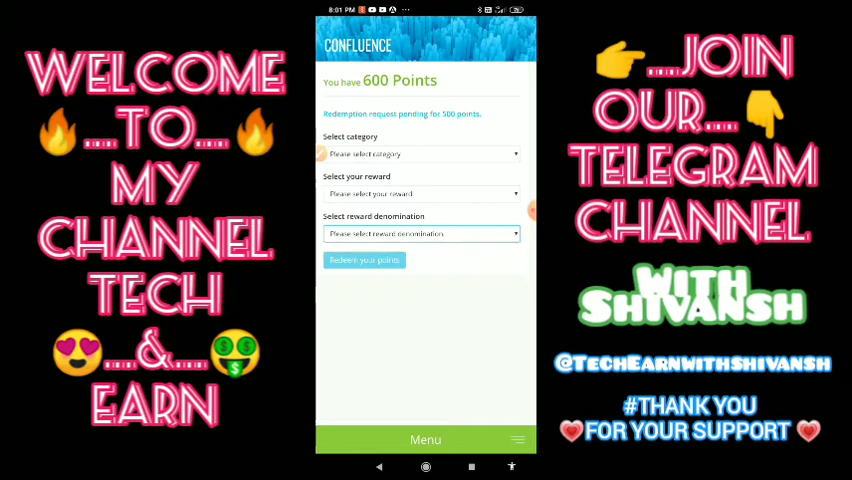 WELCOME
....TO....
MY
CHANNEL
TECH
.....&.....
EARN
8:01 PM
CONFLUENCE
You have 600 Points
Redemption request pending for 500 points.
Select category
Please select category
Select your reward
Please select your reward
Select reward denomination
Please select reward denomination
Redeem your points
Menu
....JOIN
OUR....
TELEGRAM
CHANNEL
WITH
SHIVANSH
@TECHEARNWITHSHIVANSH
#THANK YOU
FOR YOUR SUPPORT